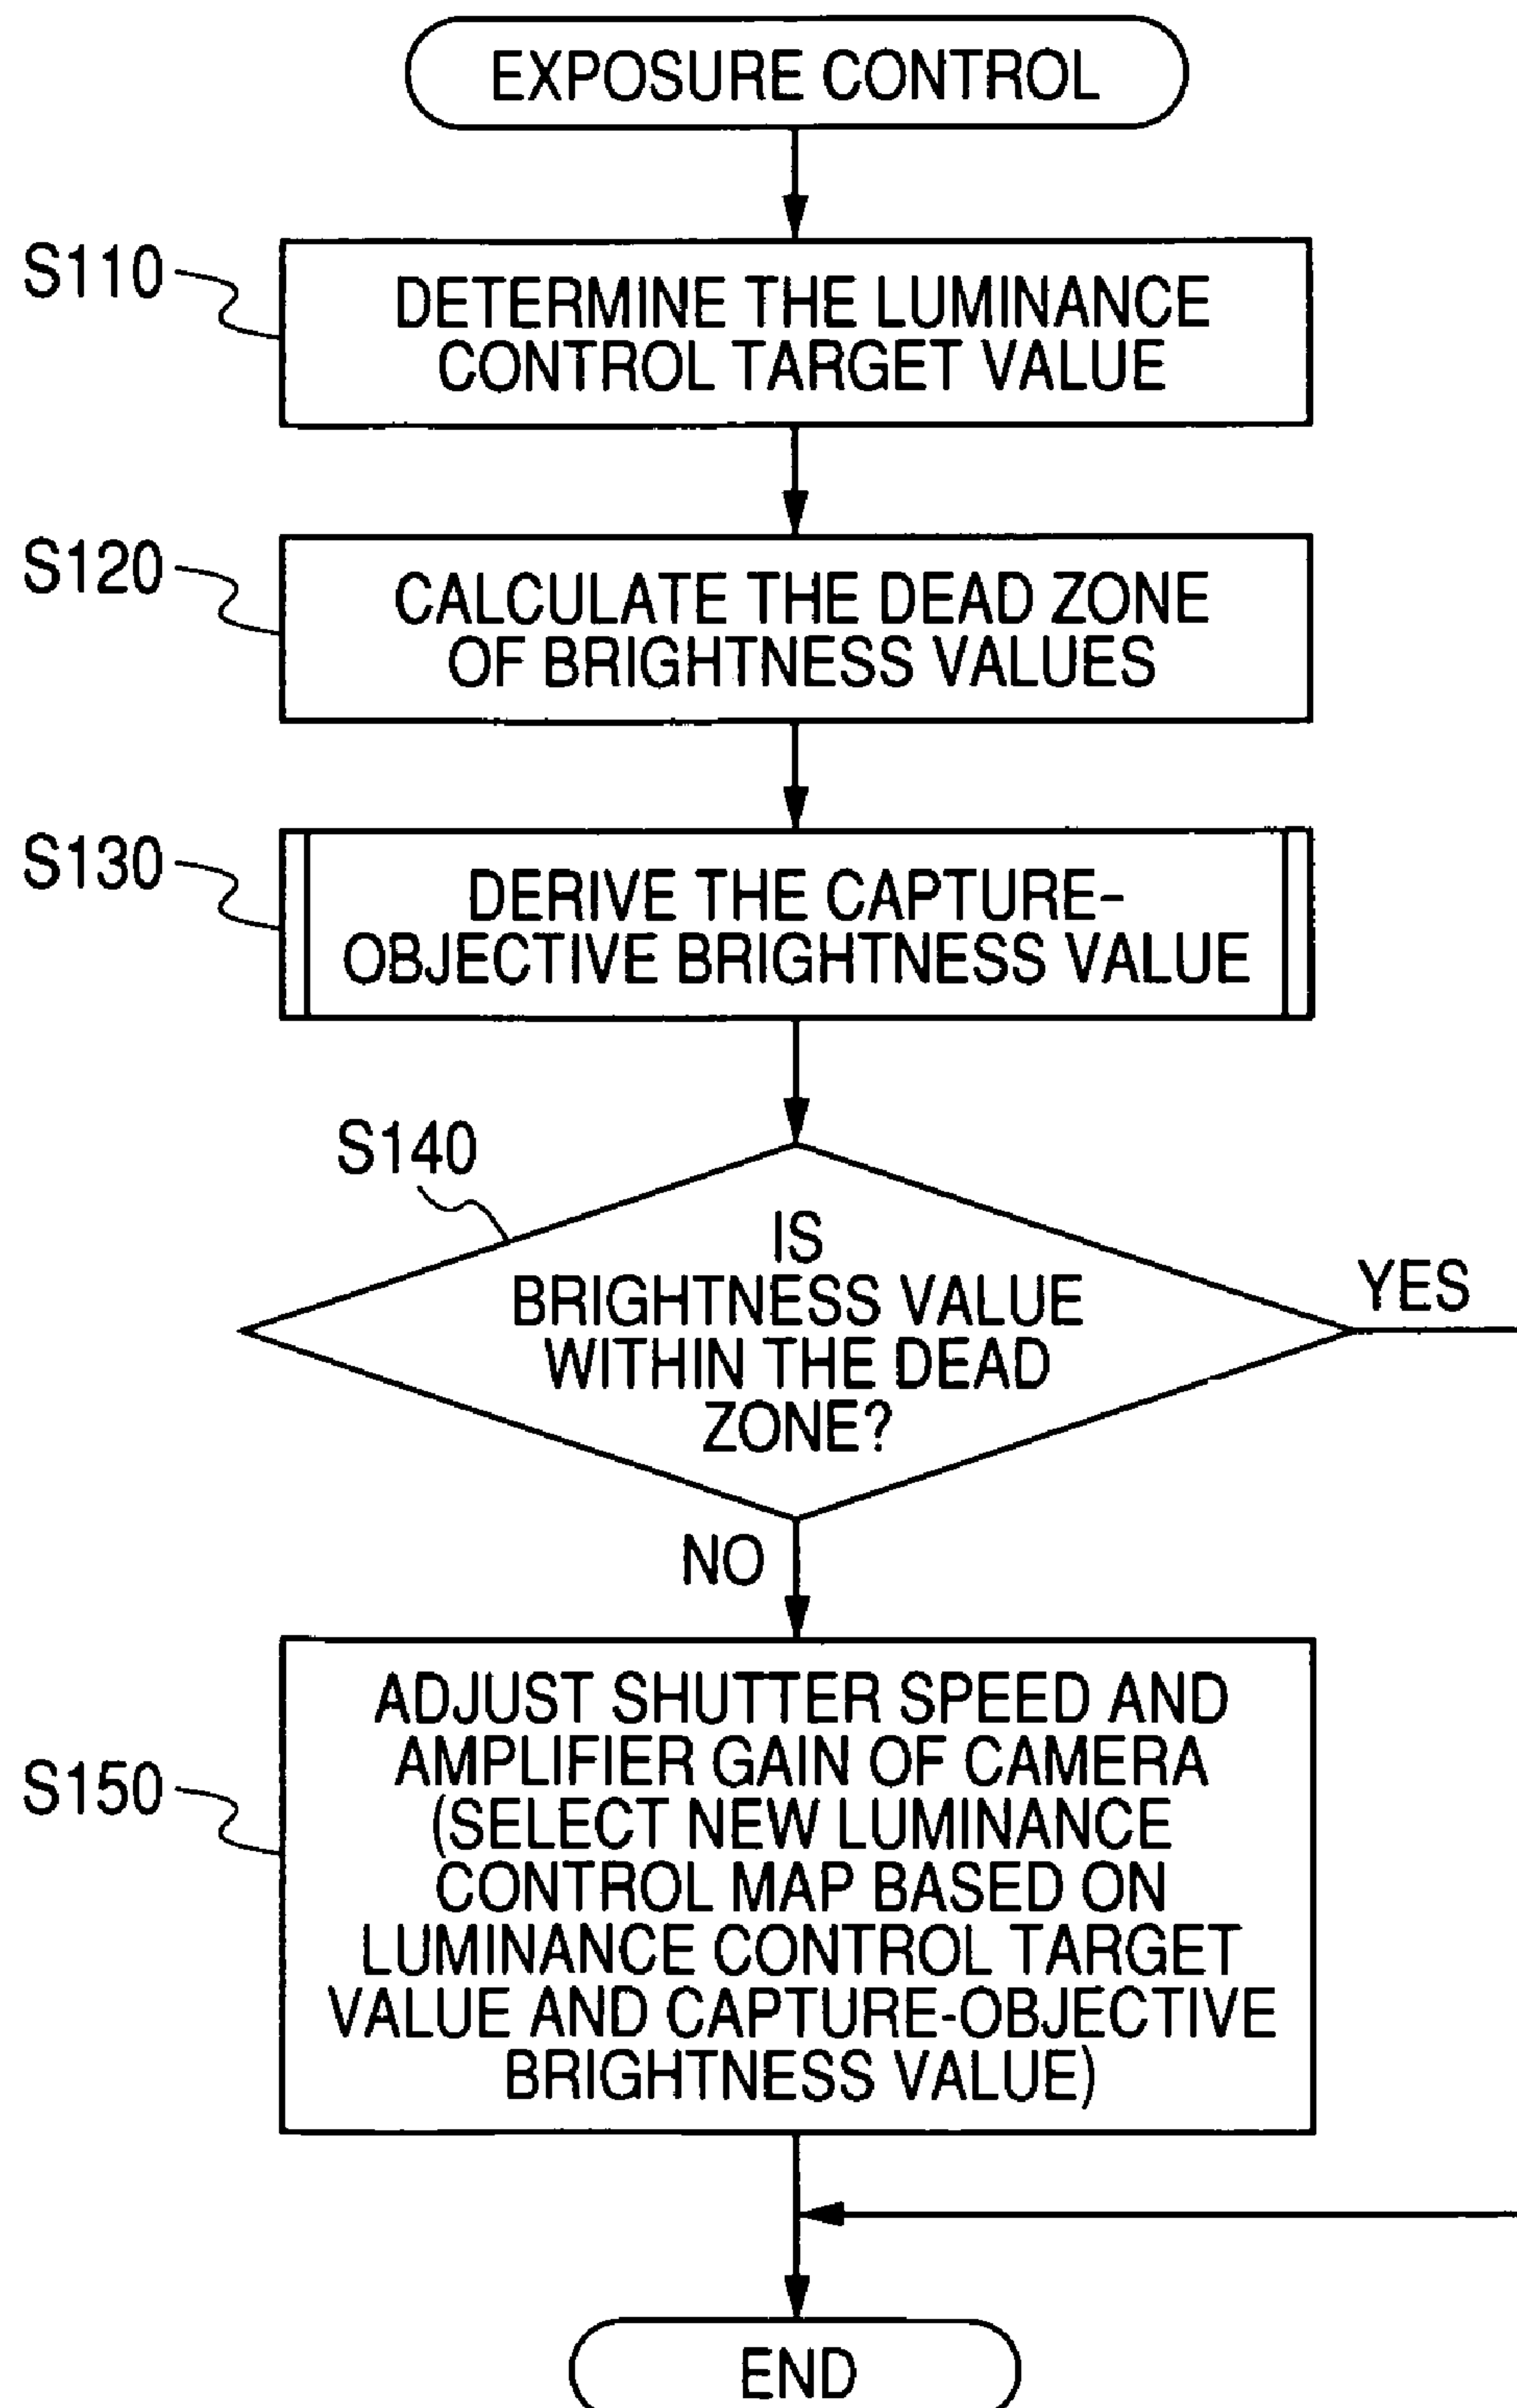 EXPOSURE CONTROL
S110
DETERMINE THE LUMINANCE
CONTROL TARGET VALUE
S120
CALCULATE THE DEAD ZONE
OF BRIGHTNESS VALUES
S130
DERIVE THE CAPTURE-
OBJECTIVE BRIGHTNESS VALUE
S140
IS
BRIGHTNESS VALUE
WITHIN THE DEAD
ZONE?
YES
NO
S150
ADJUST SHUTTER SPEED AND
AMPLIFIER GAIN OF CAMERA
(SELECT NEW LUMINANCE
CONTROL MAP BASED ON
LUMINANCE CONTROL TARGET
VALUE AND CAPTURE-OBJECTIVE
BRIGHTNESS VALUE)
END